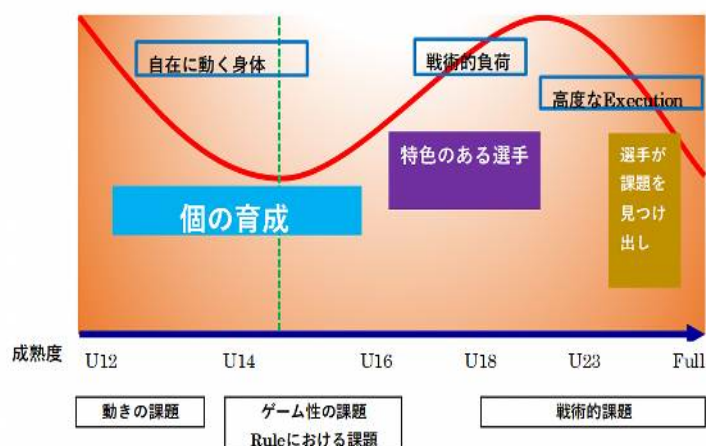 自在に動く身体
戦術的負荷
高度なExecution
特色のある選手
選手が
課題を
見つけ
出し
個の育成
成熟度
U12
U14
U16
U18
U23
Full
動きの課題
ゲーム性の課題
Ruleにおける課題
戦術的課題